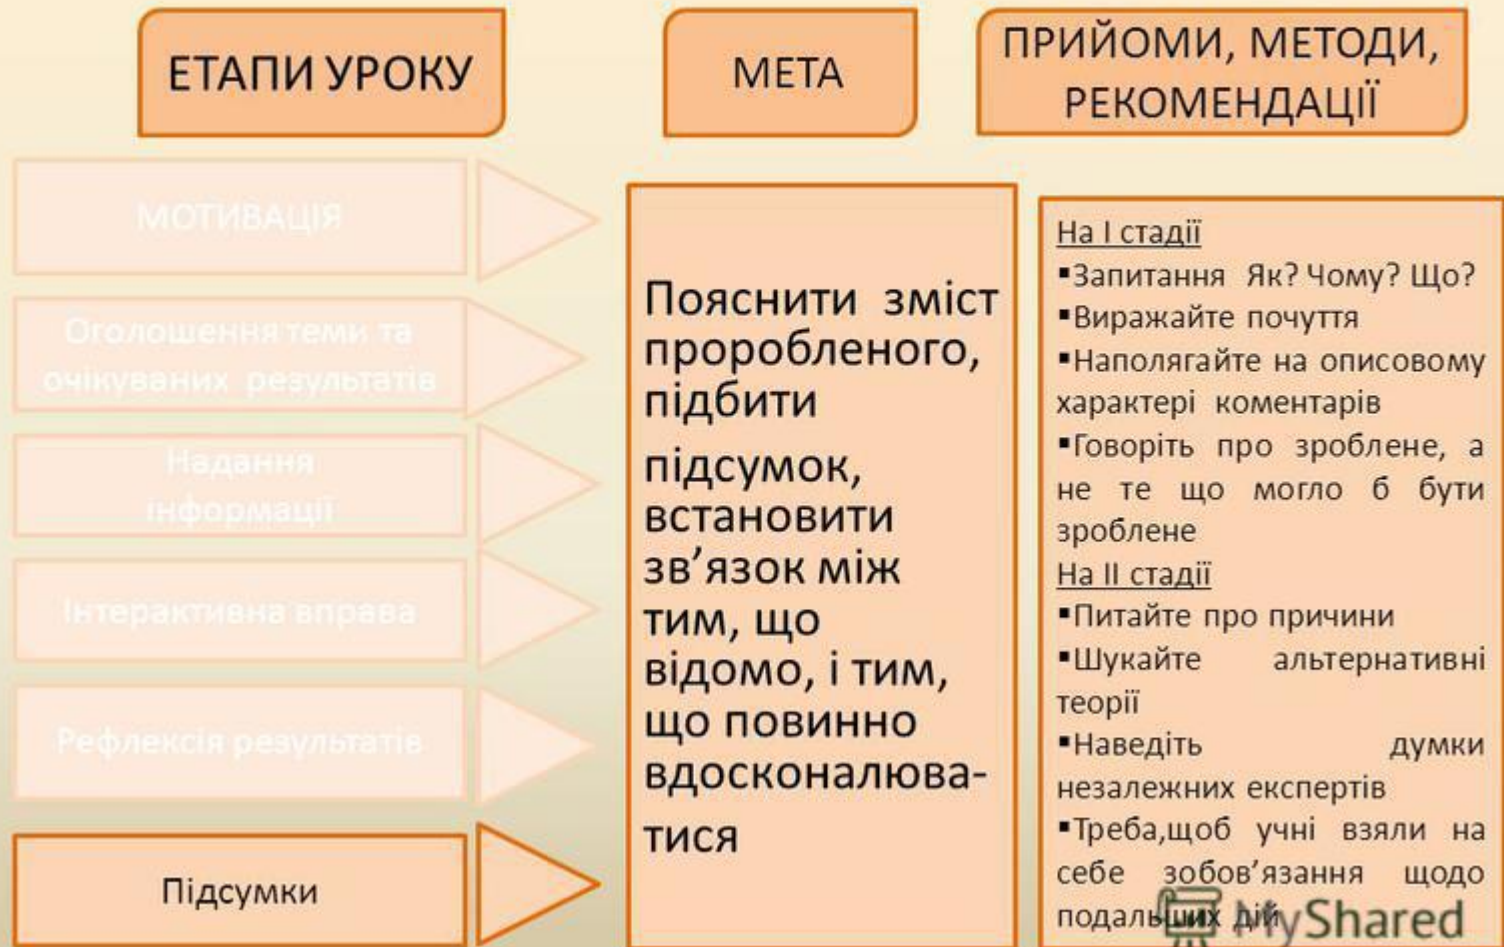 ЕТАПИ УРОКУ
МЕТА
ПРИЙОМИ, МЕТОДИ,
РЕКОМЕНДАЦІЇ
МОТИВАЦІЯ
Оголошення теми та
очікуваних результатів
Надання
інформації
Інтерактивна вправа
Рефлексія результатів
Підсумки
Пояснити зміст
проробленого,
підбити
підсумок,
встановити
зв’язок між
тим, що
відомо, і тим,
що повинно
вдосконалюва-
тися
На І стадії
▪Запитання Як? Чому? Що?
▪Виражайте почуття
▪Наполягайте на описовому
характері коментарів
▪Говоріть про зроблене, а
не те що могло б бути
зроблене
На ІІ стадії
▪Питайте про причини
▪Шукайте альтернативні
теорії
▪Наведіть думки
незалежних експертів
▪Треба,щоб учні взяли на
себе зобов’язання щодо
подальших дій
MyShared